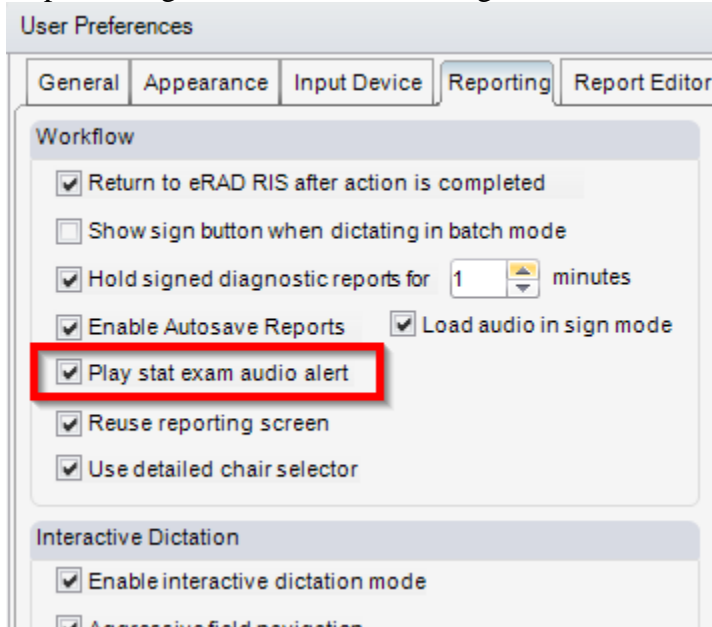 User Preferences
General Appearance Input Device Reporting Report Editor
Workflow
Return to eRAD RIS after action is completed
Show sign button when dictating in batch mode
Hold signed diagnostic reports for 1 minutes
Enable Autosave Reports Load audio in sign mode
Play stat exam audio alert
Reuse reporting screen
Use detailed chair selector
Interactive Dictation
Enable interactive dictation mode
Aggressive field navigation